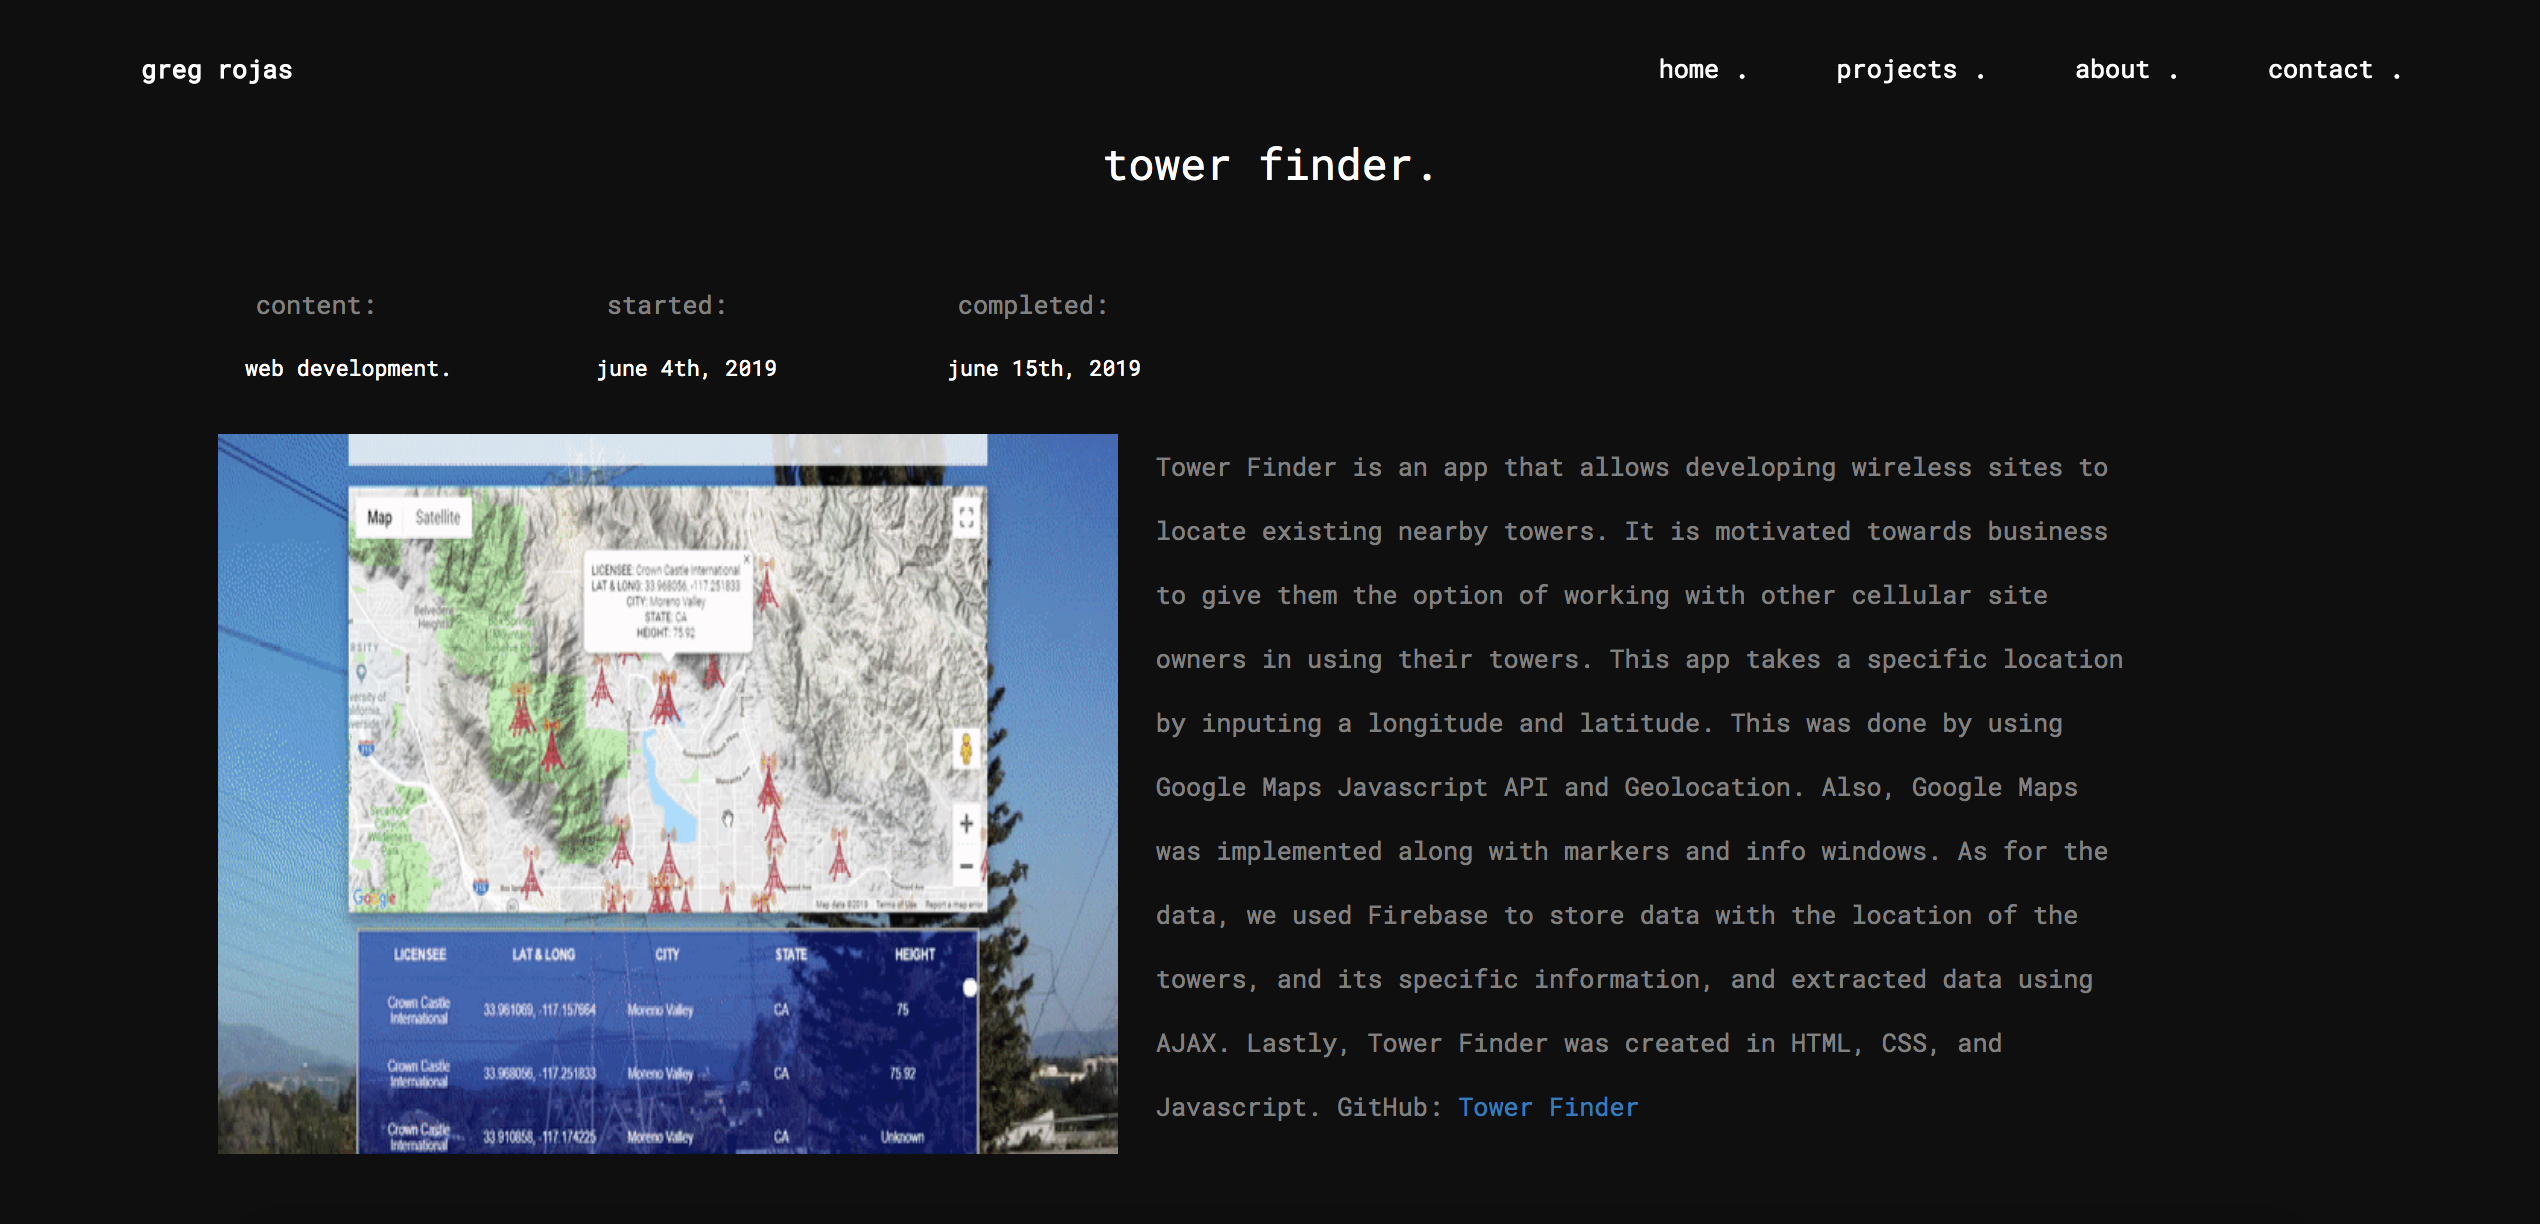 greg rojas
home .
projects .
about .
contact .
tower finder.
content:
started:
completed:
web development.
june 4th, 2019
june 15th, 2019
Map
Satellite
LICENSEE: Crown Castle International
LAT & LONG: 33.968056, -117.251833
CITY: Moreno Valley
STATE: CA
HEIGHT: 75.92
Google
Map data ©2019
Terms of Use
Report a map error
LICENSEE
LAT & LONG
CITY
STATE
HEIGHT
Crown Castle
International
33.961069, -117.157664
Moreno Valley
CA
75
Crown Castle
International
33.968056, -117.251833
Moreno Valley
CA
75.92
Crown Castle
International
33.910858, -117.174225
Moreno Valley
CA
Unknown
Tower Finder is an app that allows developing wireless sites to
locate existing nearby towers. It is motivated towards business
to give them the option of working with other cellular site
owners in using their towers. This app takes a specific location
by inputing a longitude and latitude. This was done by using
Google Maps Javascript API and Geolocation. Also, Google Maps
was implemented along with markers and info windows. As for the
data, we used Firebase to store data with the location of the
towers, and its specific information, and extracted data using
AJAX. Lastly, Tower Finder was created in HTML, CSS, and
Javascript. GitHub: Tower Finder